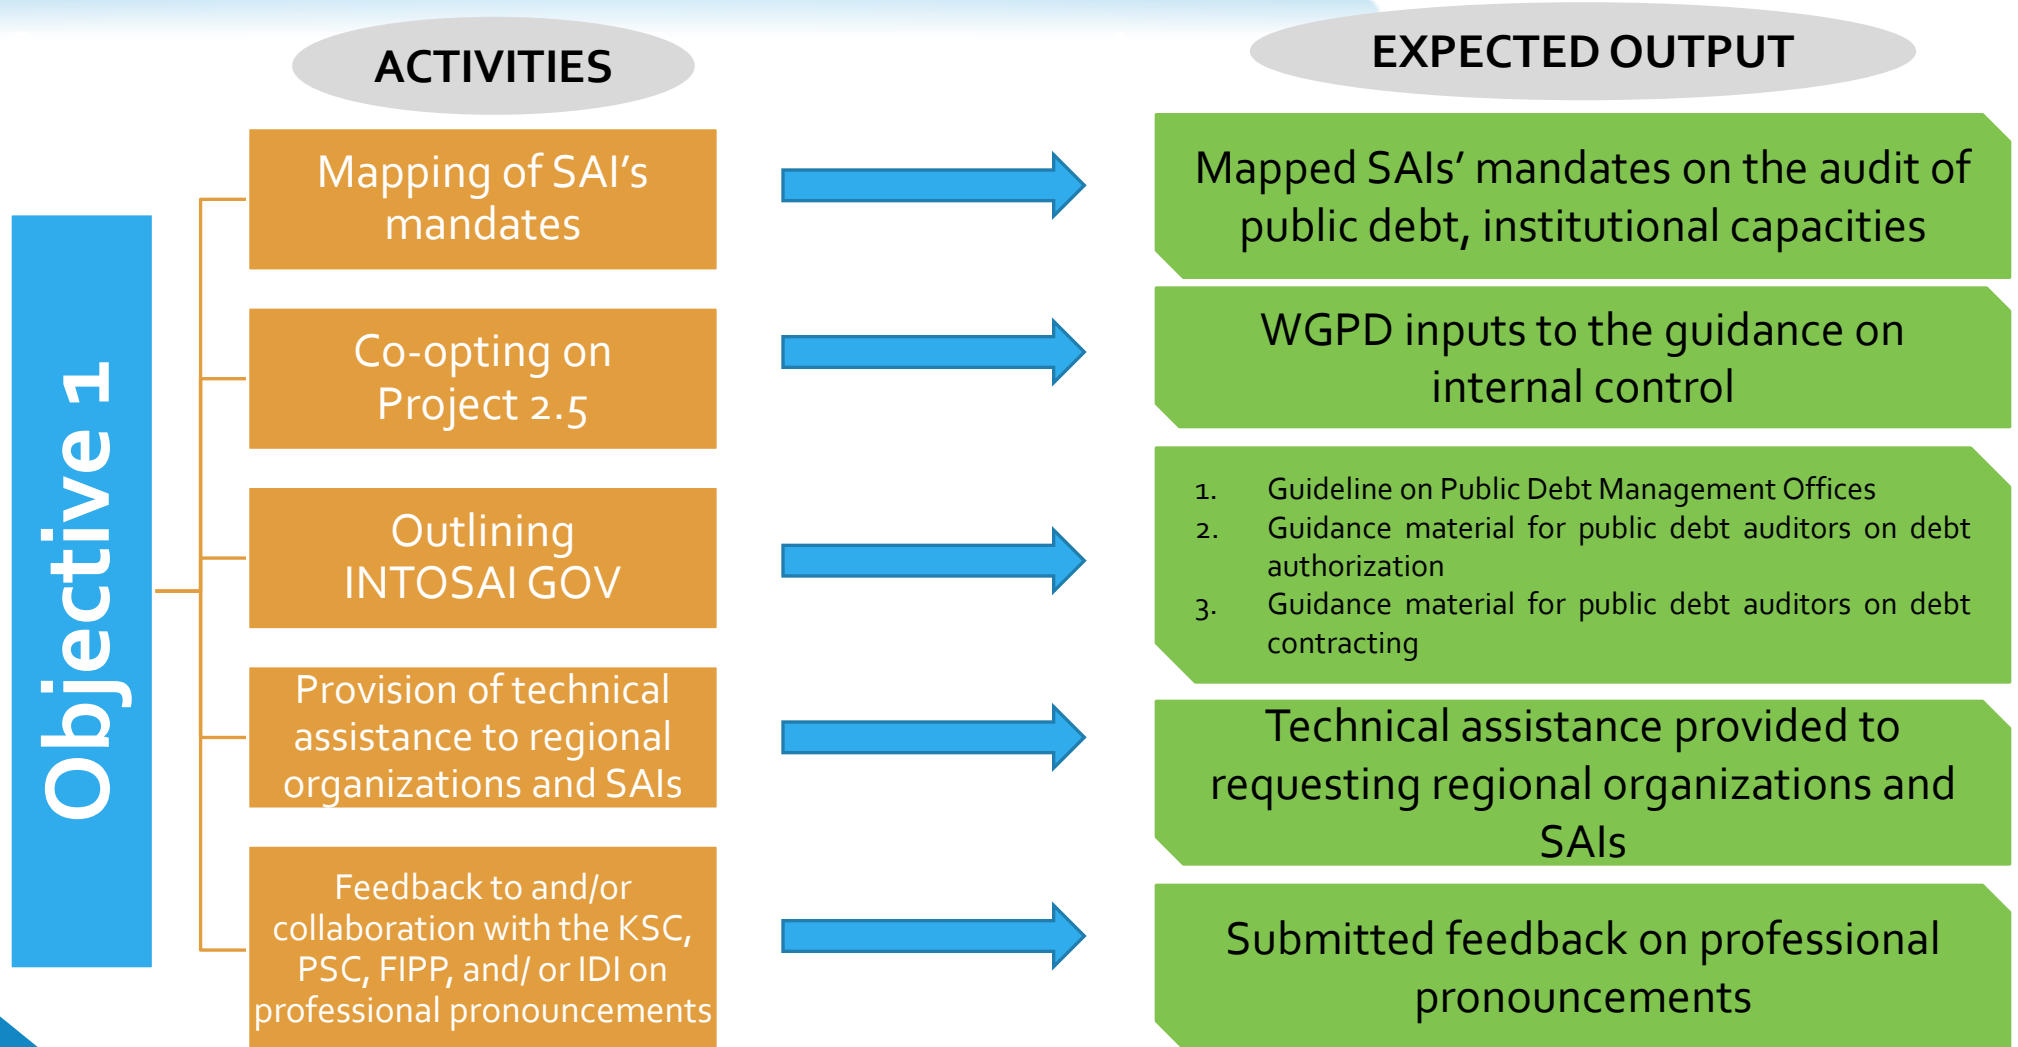 ACTIVITIES
EXPECTED OUTPUT
Objective 1
Mapping of SAI's
mandates
Mapped SAIs' mandates on the audit of
public debt, institutional capacities
Co-opting on
Project 2.5
WGPD inputs to the guidance on
internal control
Outlining
INTOSAI GOV
1. Guideline on Public Debt Management Offices
2. Guidance material for public debt auditors on debt
authorization
3. Guidance material for public debt auditors on debt
contracting
Provision of technical
assistance to regional
organizations and SAIs
Technical assistance provided to
requesting regional organizations and
SAIs
Feedback to and/or
collaboration with the KSC,
PSC, FIPP, and/ or IDI on
professional pronouncements
Submitted feedback on professional
pronouncements